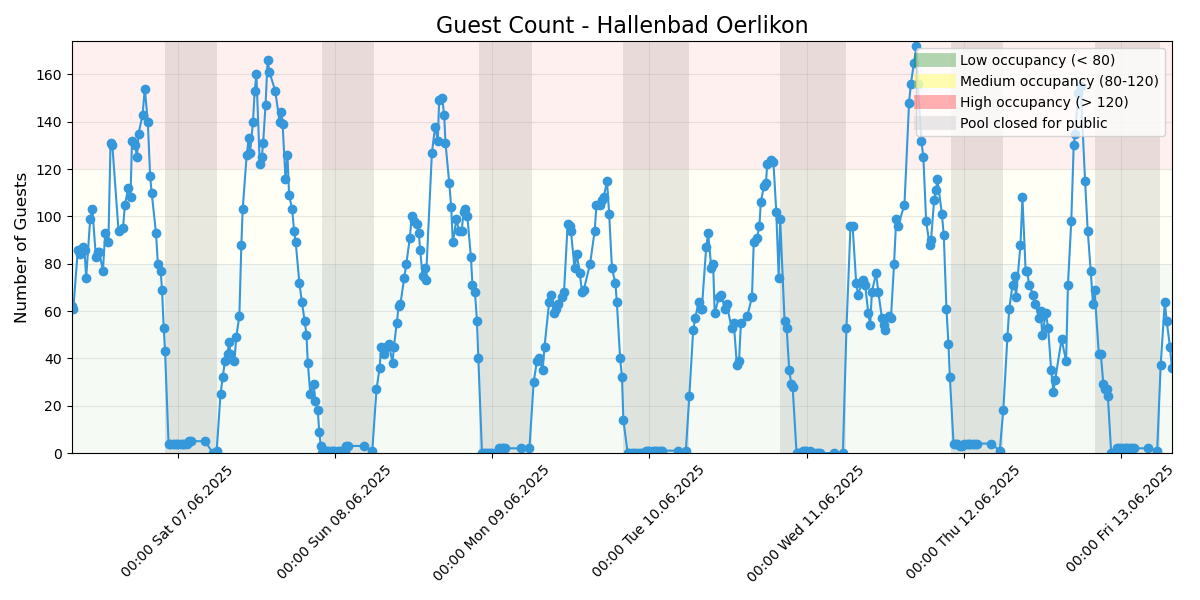 Guest Count - Hallenbad Oerlikon
Low occupancy (< 80)
Medium occupancy (80-120)
High occupancy (> 120)
Pool closed for public
Number of Guests
160
140
120
100
80
60
40
20
0
00:00 Sat 07.06.2025
00:00 Sun 08.06.2025
00:00 Mon 09.06.2025
00:00 Tue 10.06.2025
00:00 Wed 11.06.2025
00:00 Thu 12.06.2025
00:00 Fri 13.06.2025